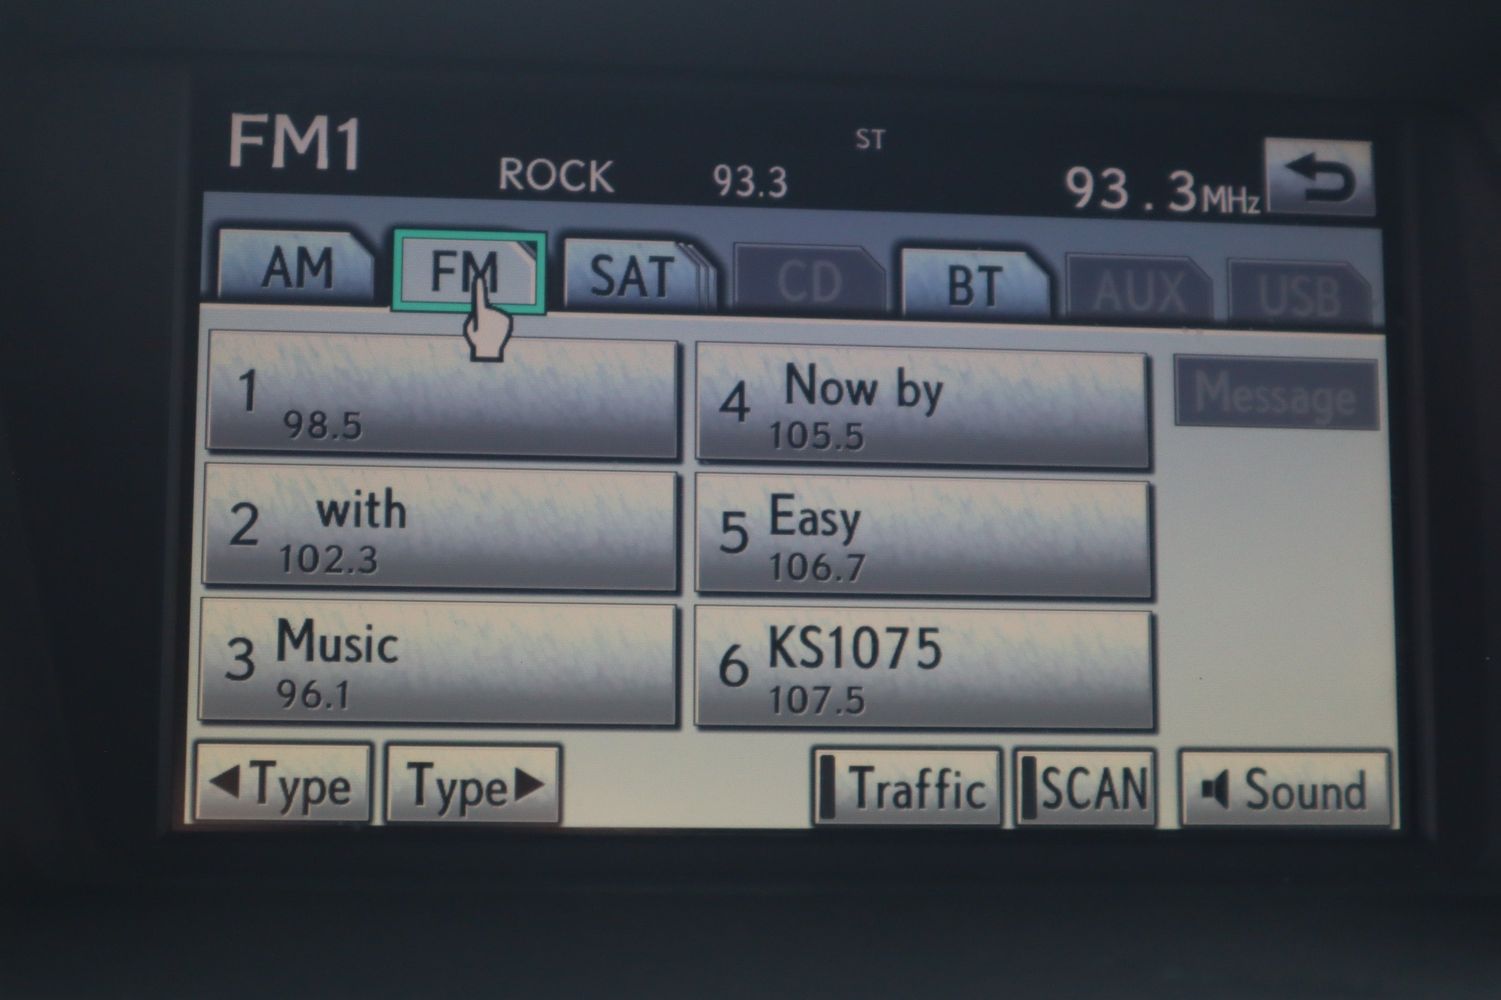 FM1
ST
ROCK 93.3 93.3MHz
AM FM SAT CD BT AUX USB
1
98.5
4 Now by
105.5
Message
2 with
102.3
5 Easy
106.7
3 Music
96.1
6 KS1075
107.5
◀Type Type▶ Traffic SCAN Sound